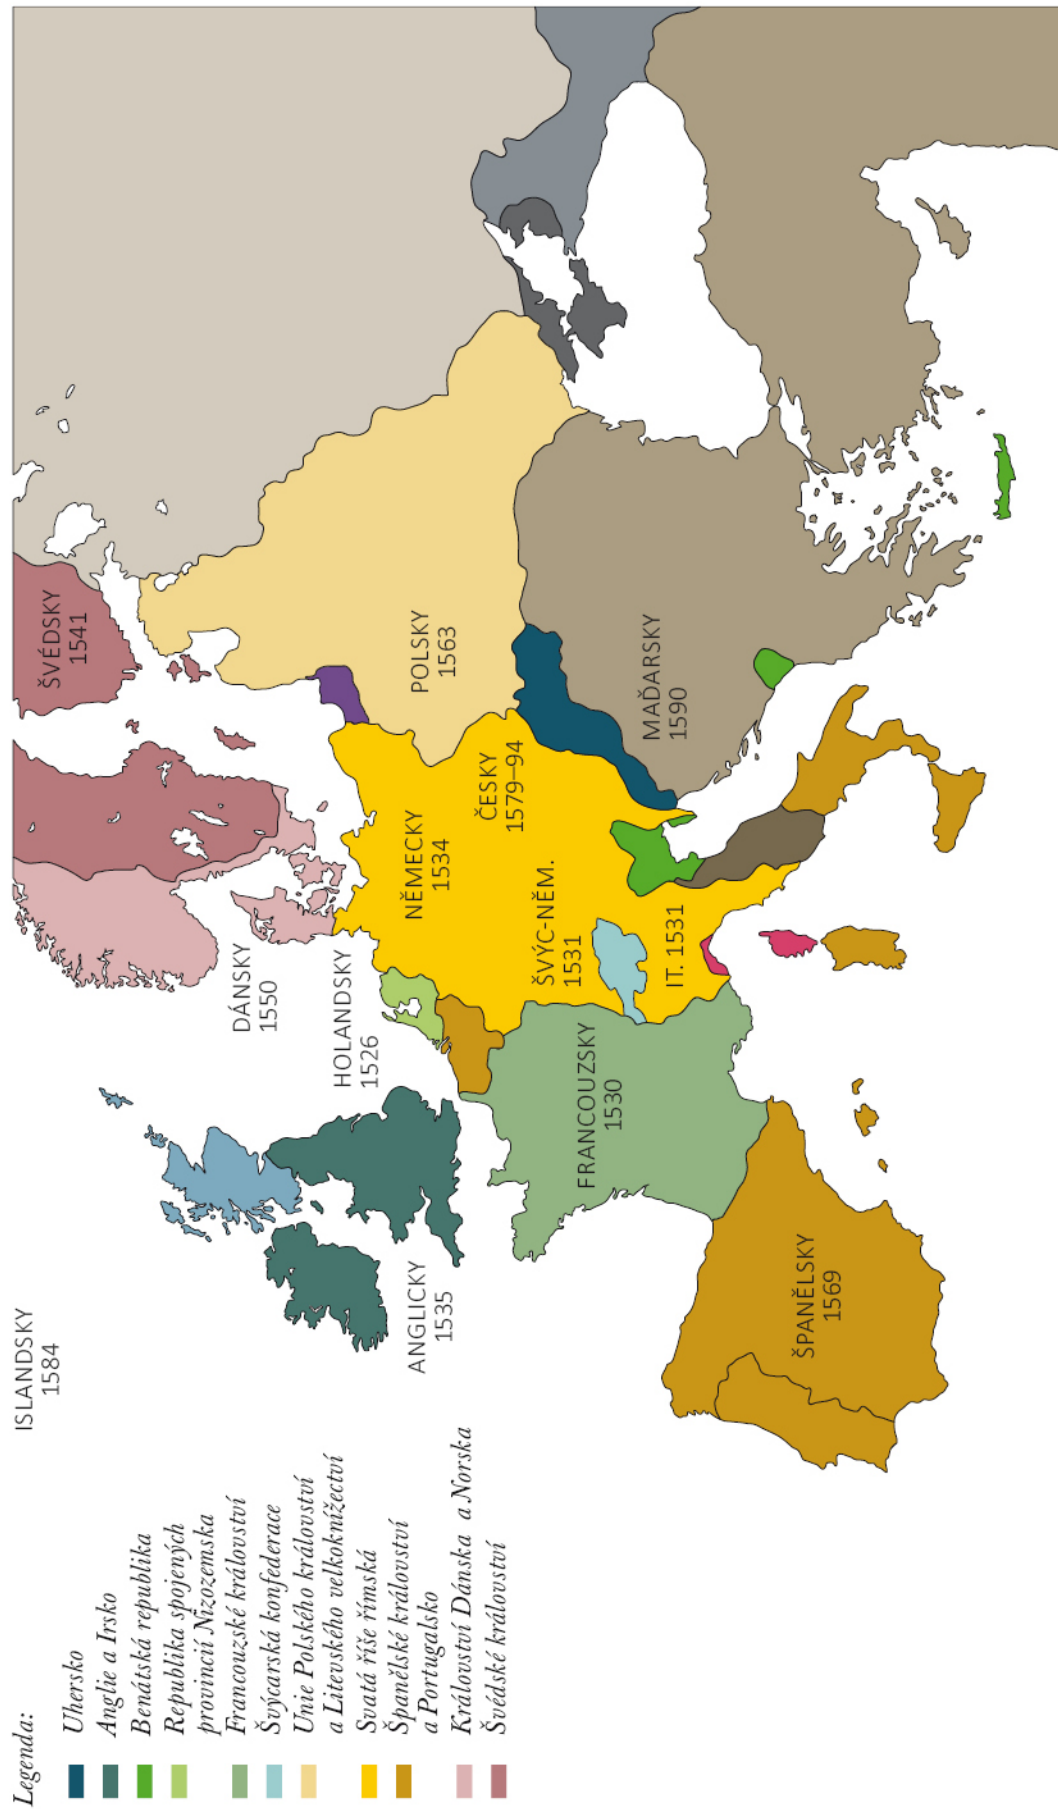 ISLANDSKY
1584
ŠVÉDSKY
1541
DÁNSKY
1550
HOLANDSKY
1526
ANGLICKY
1535
NĚMECKY
1534
POLSKY
1563
ČESKY
1579–94
ŠVÝC-NĚM.
1531
FRANCOUZSKY
1530
IT. 1531
MAĎARSKY
1590
ŠPANĚLSKY
1569
Legenda:
Uhersko
Anglie a Irsko
Benátská republika
Republika spojených
provincií Nizozemska
Francouzské království
Švýcarská konfederace
Unie Polského království
a Litevského velkoknížectví
Svatá říše římská
Španělské království
a Portugalsko
Království Dánska a Norska
Švédské království